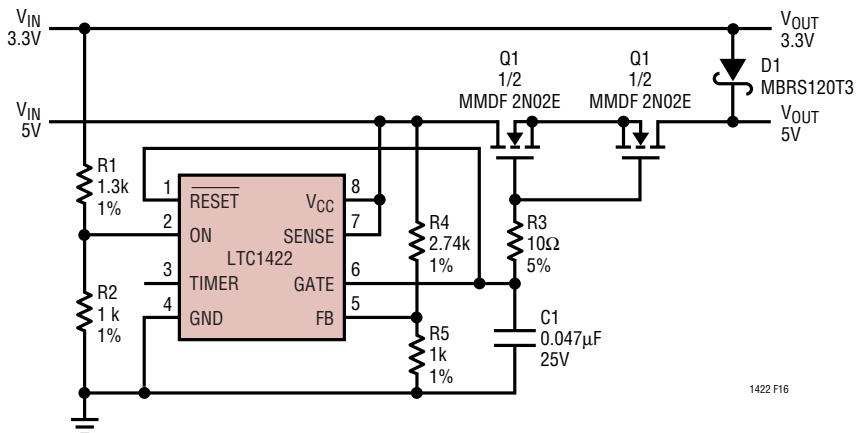 VIN
3.3V
VOUT
3.3V
Q1
1/2
MMDF 2N02E
Q1
1/2
MMDF 2N02E
D1
MBRS120T3
VIN
5V
VOUT
5V
R1
1.3k
1%
1
RESET
VCC
8
2
ON
SENSE
7
LTC1422
3
TIMER
GATE
6
4
GND
FB
5
R4
2.74k
1%
R3
10Ω
5%
R2
1 k
1%
R5
1k
1%
C1
0.047µF
25V
1422 F16